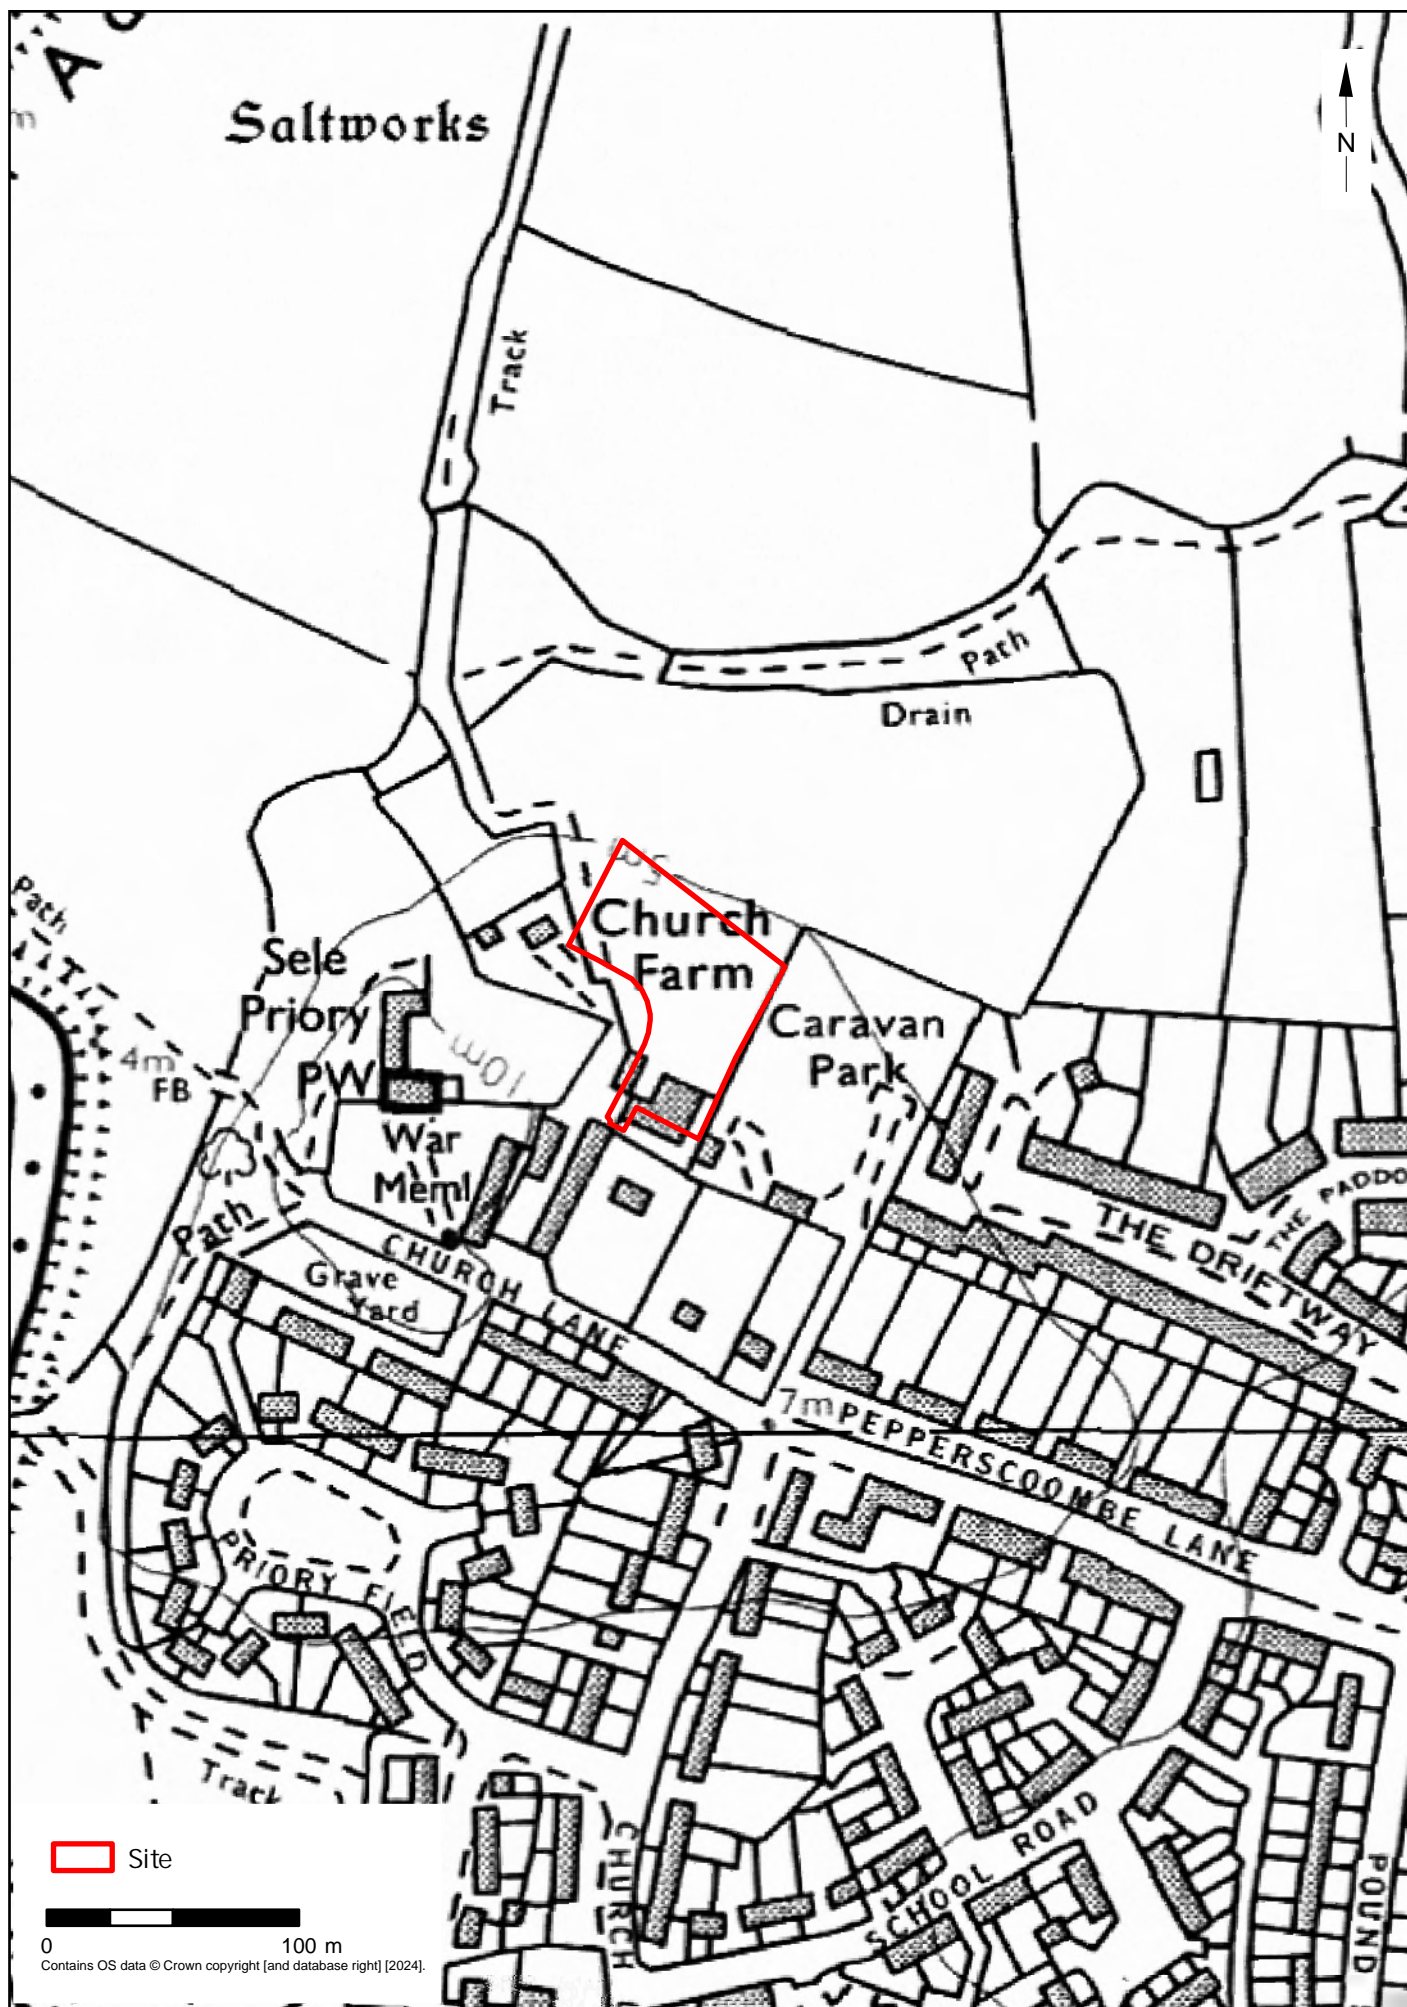 Saltworks
N
Track
Path
Drain
5m
Church
Farm
Path
Sele
Priory
Caravan
Park
4m
FB
PW
10m
War
Meml
THE PADDO
THE DRIFTWAY
Path
CHURCH LANE
Grave
Yard
7m
PEPPERSCOOMBE LANE
PRIORY FIELD
Track
SCHOOL ROAD
CHURCH
POUND
Site
0
100 m
Contains OS data © Crown copyright [and database right] [2024].